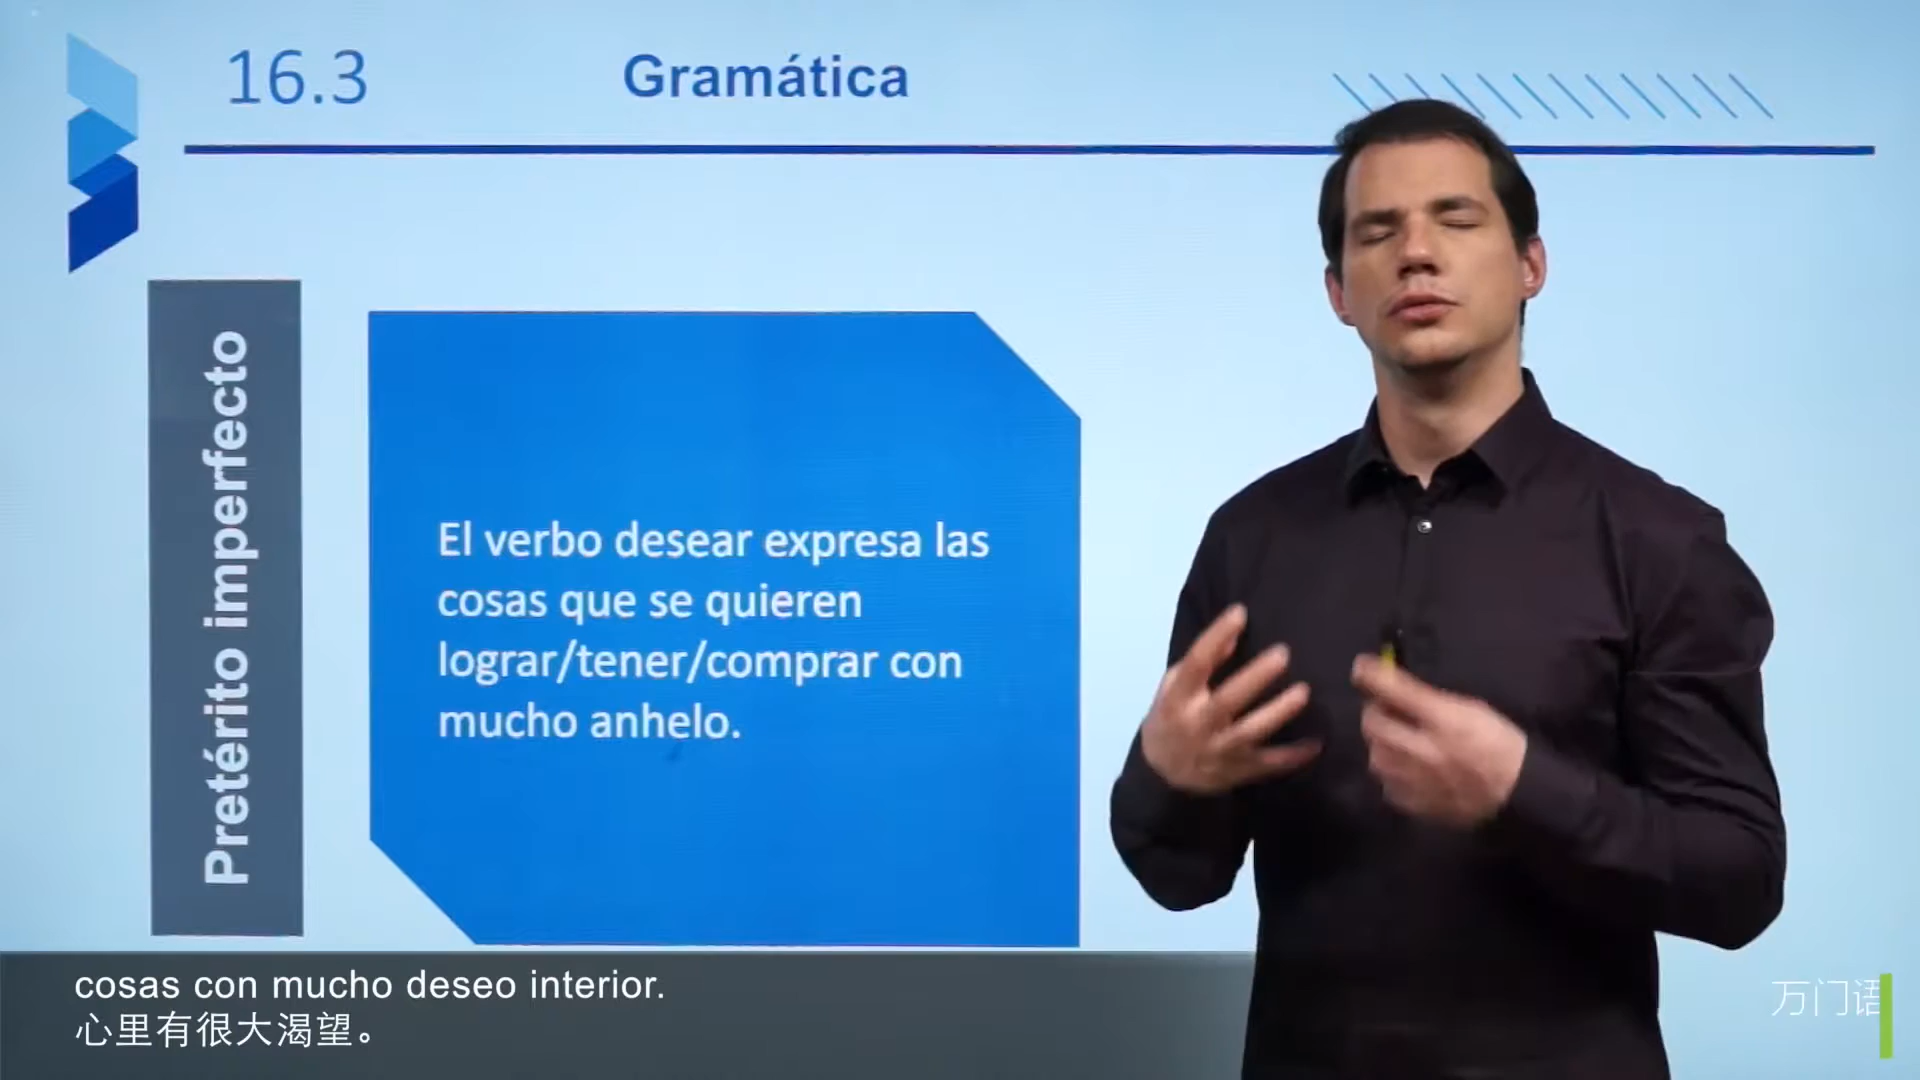 16.3
Gramática
Pretérito imperfecto
El verbo desear expresa las
cosas que se quieren
lograr/tener/comprar con
mucho anhelo.
cosas con mucho deseo interior.
心里有很大渴望。
万门语